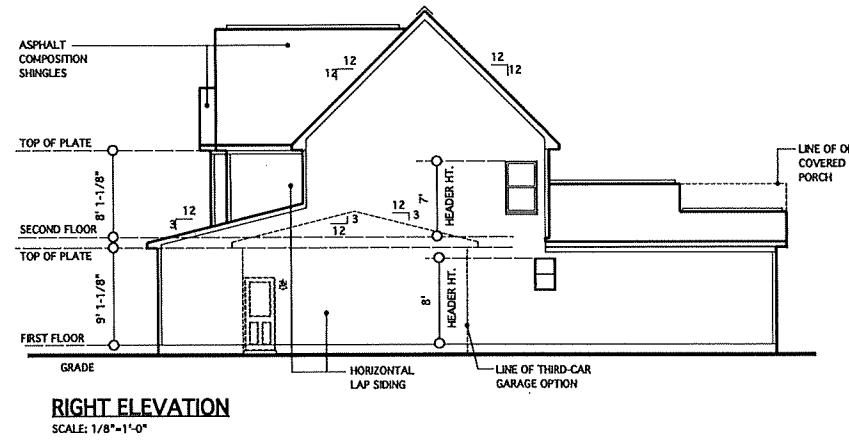 ASPHALT
COMPOSITION
SHINGLES
12
12
12
12
TOP OF PLATE
LINE OF O
COVERED
PORCH
8' 1-1/8"
7'
HEADER HT.
12
3
12
3
3
12
SECOND FLOOR
TOP OF PLATE
9' 1-1/8"
8'
HEADER HT.
FIRST FLOOR
GRADE
HORIZONTAL
LAP SIDING
LINE OF THIRD-CAR
GARAGE OPTION
RIGHT ELEVATION
SCALE: 1/8"=1'-0"